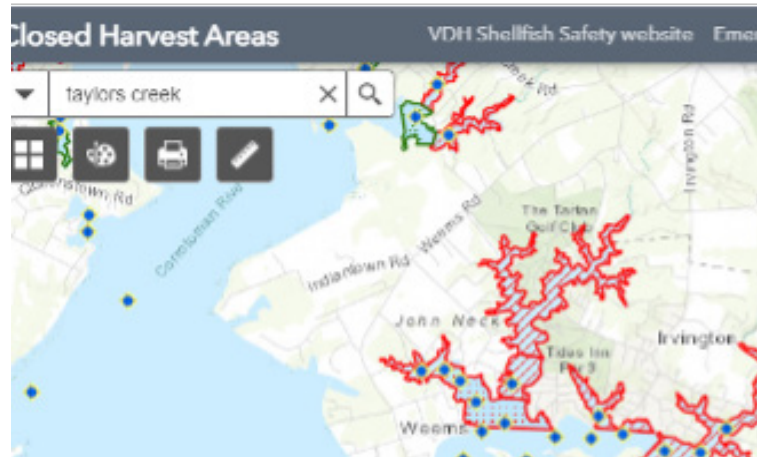 Closed Harvest Areas
VDH Shellfish Safety website Emer
taylors creek
Irvington Rd
Corrotoman River
Weems Rd
Indiantown Rd
The Tartan
Golf Club
John Neck
Tides Inn
Par 3
Irvington
Weems